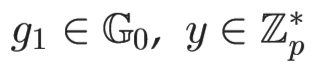 g₁ ∈ 𝔾₀, y ∈ ℤₚ*